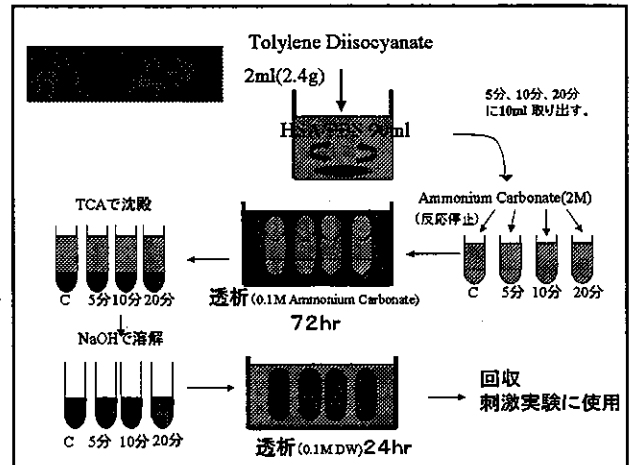 Tolylene Diisocyanate
2ml(2.4g)
5分、10分、20分
に10ml 取り出す。
90ml
Ammonium Carbonate(2M)
(反応停止)
C 5分 10分 20分
TCAで沈殿
C 5分10分20分
透析(0.1M Ammonium Carbonate)
72hr
NaOHで溶解
C 5分 10分 20分
透析(0.1M DW)24hr
回収
刺激実験に使用